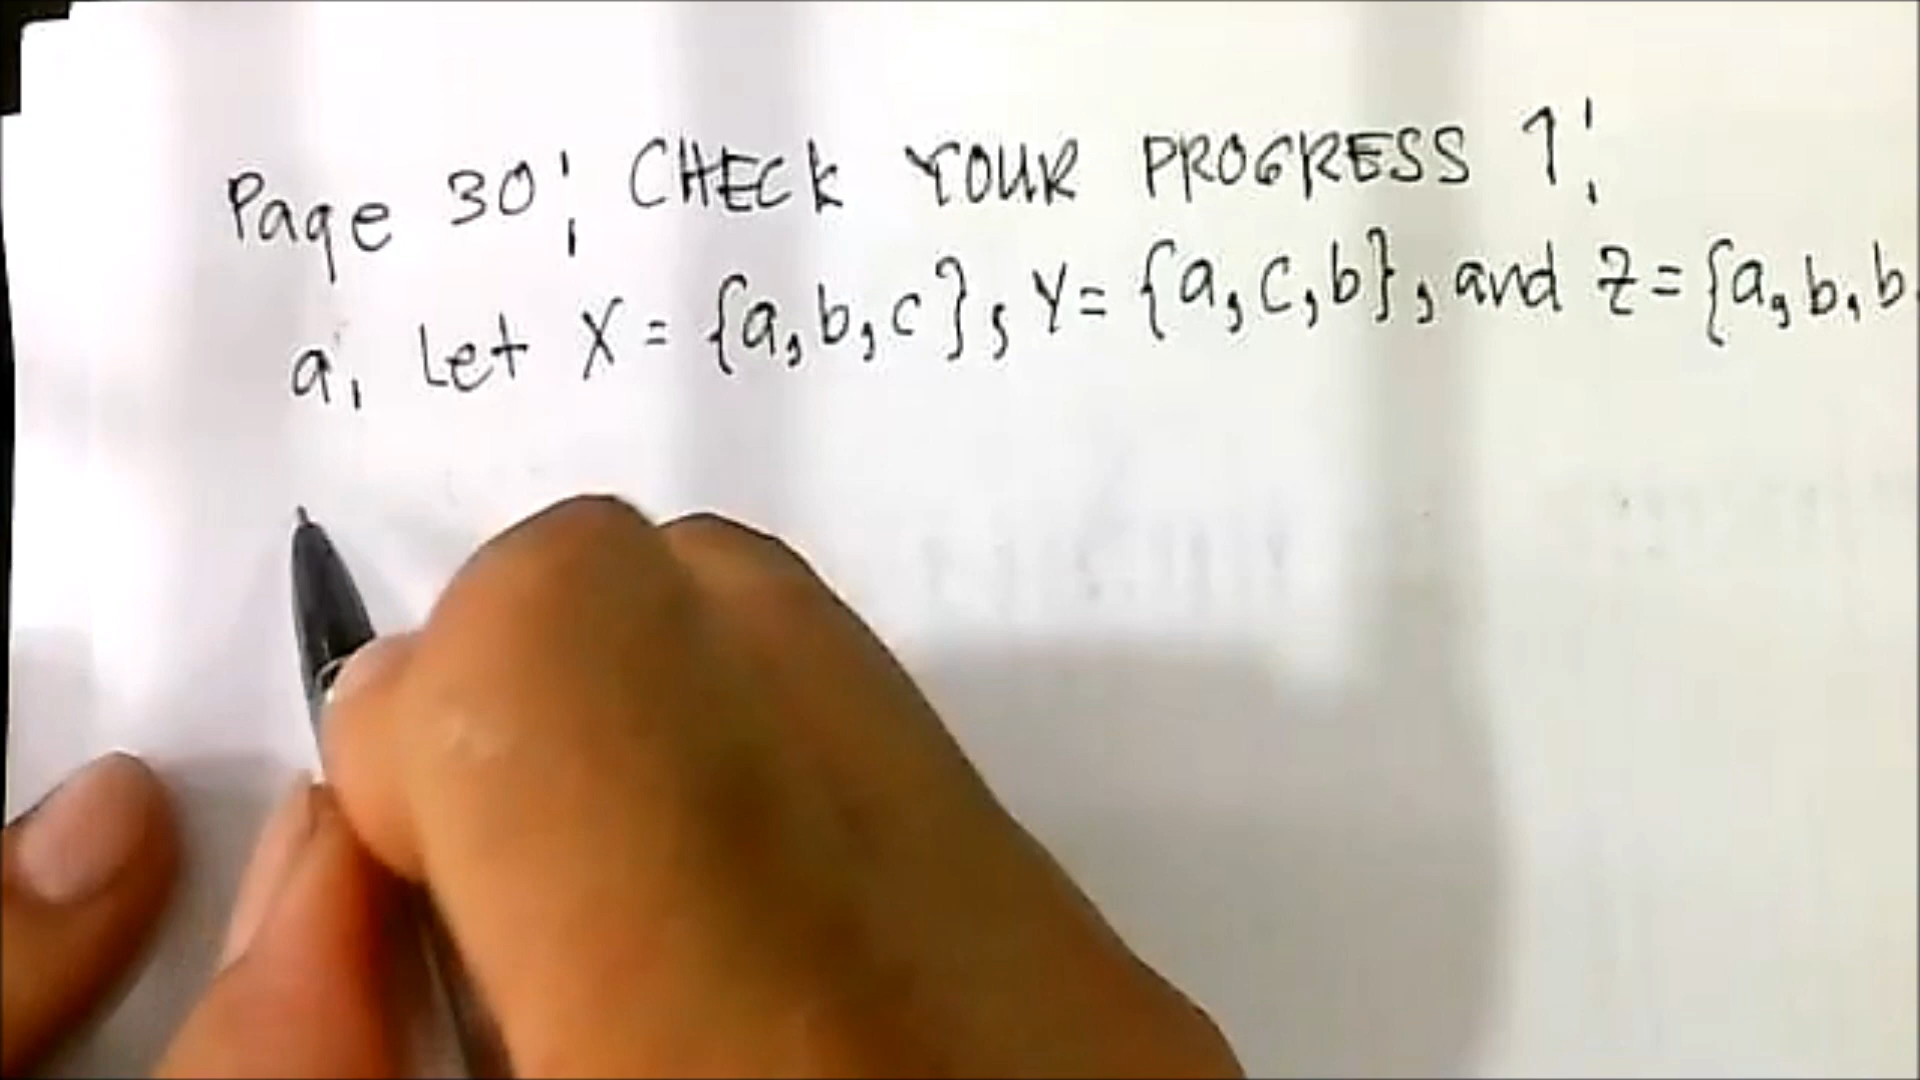 Page 30: CHECK YOUR PROGRESS 1:
a. Let X = {a, b, c}, Y = {a, c, b}, and Z = {a, b, b